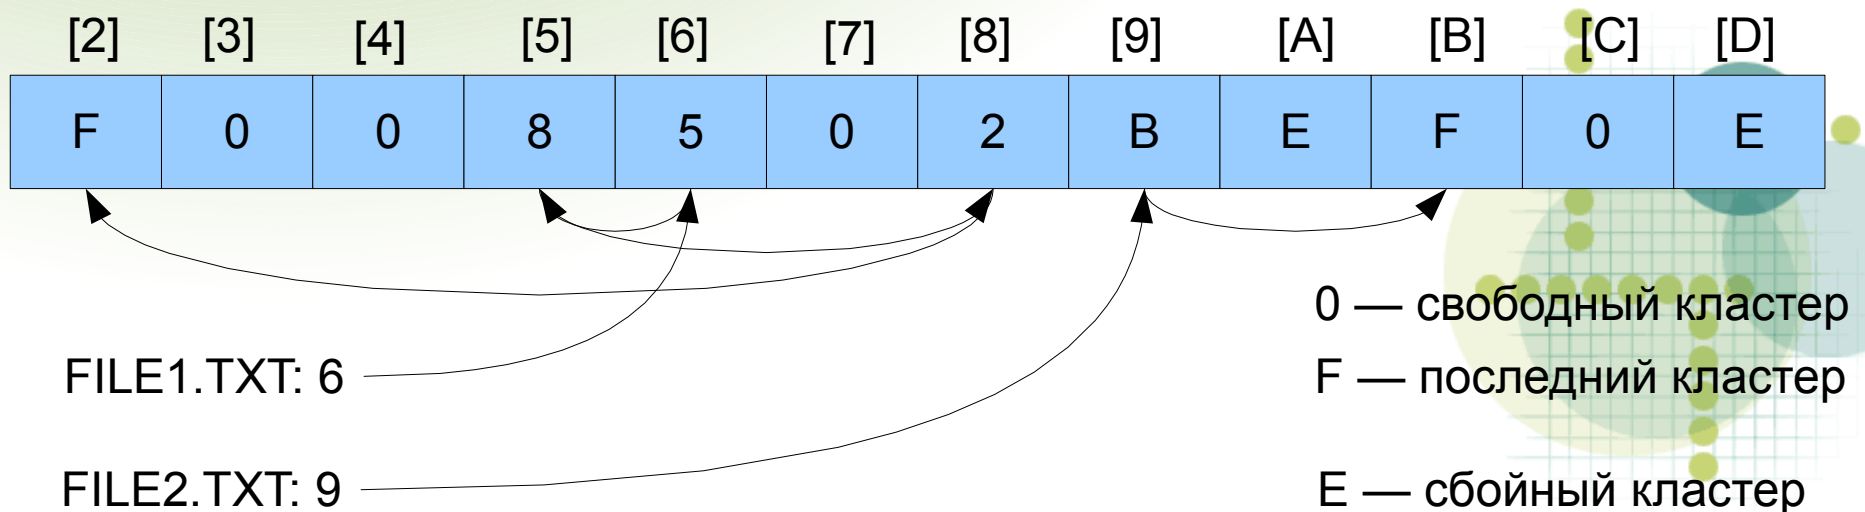 [2] [3] [4] [5] [6] [7] [8] [9] [A] [B] [C] [D]
F 0 0 8 5 0 2 B E F 0 E
0 — свободный кластер
FILE1.TXT: 6
F — последний кластер
FILE2.TXT: 9
E — сбойный кластер